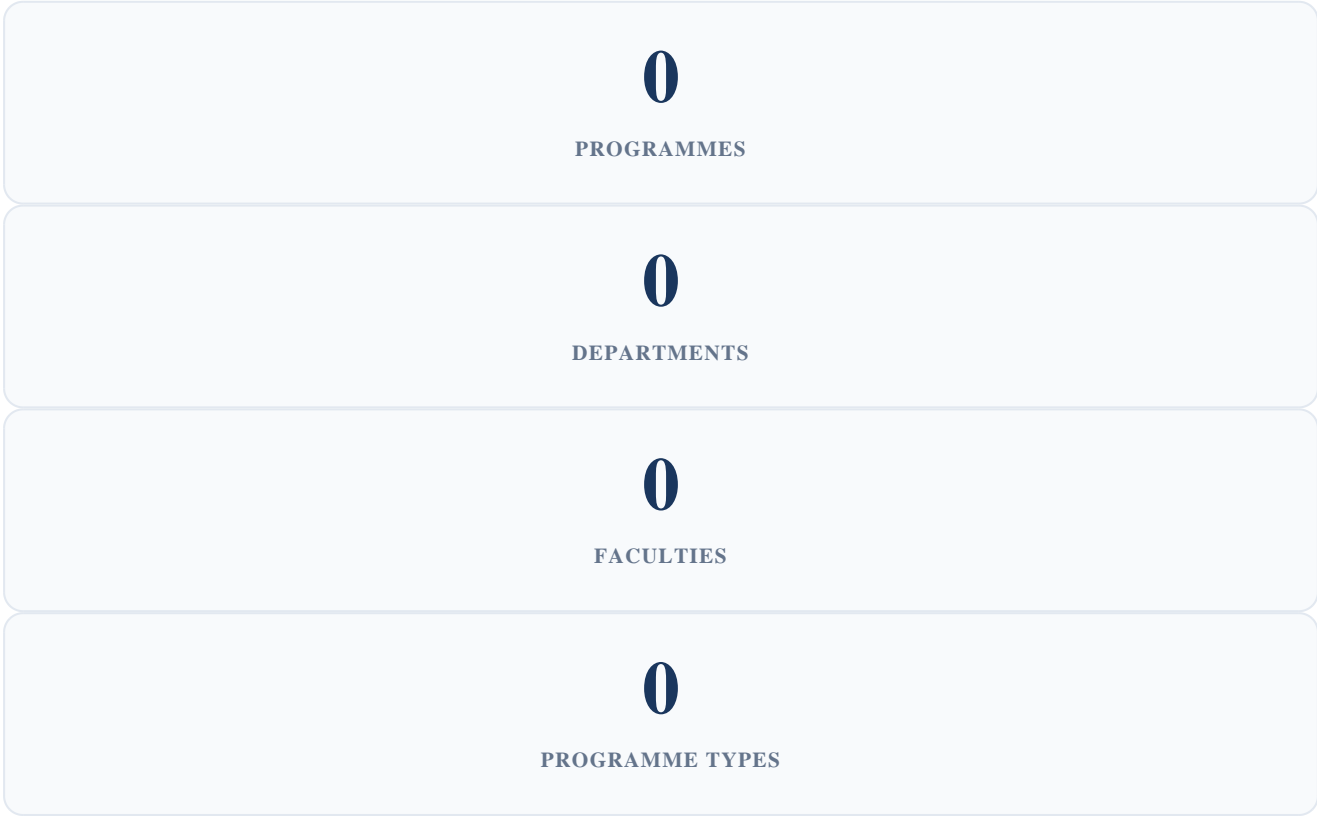 0
PROGRAMMES
0
DEPARTMENTS
0
FACULTIES
0
PROGRAMME TYPES